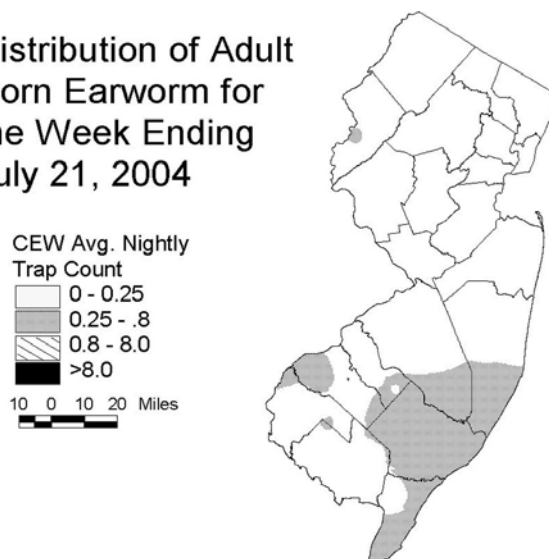 istribution of Adult
orn Earworm for
ne Week Ending
uly 21, 2004
CEW Avg. Nightly
Trap Count
0 - 0.25
0.25 - .8
0.8 - 8.0
>8.0
10 0 10 20 Miles